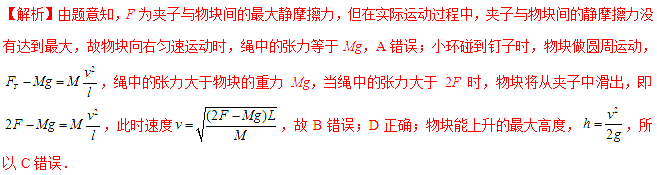 【解析】由题意知，F 为夹子与物块间的最大静摩擦力，但在实际运动过程中，夹子与物块间的静摩擦力没
有达到最大，故物块向右匀速运动时，绳中的张力等于 Mg，A 错误；小环碰到钉子时，物块做圆周运动，
$F_T - Mg = M\frac{v^2}{l}$，绳中的张力大于物块的重力 Mg，当绳中的张力大于 2F 时，物块将从夹子中滑出，即
$2F - Mg = M\frac{v^2}{l}$，此时速度 $v = \sqrt{\frac{(2F - Mg)L}{M}}$，故 B 错误；D 正确；物块能上升的最大高度，$h = \frac{v^2}{2g}$，所
以 C 错误．